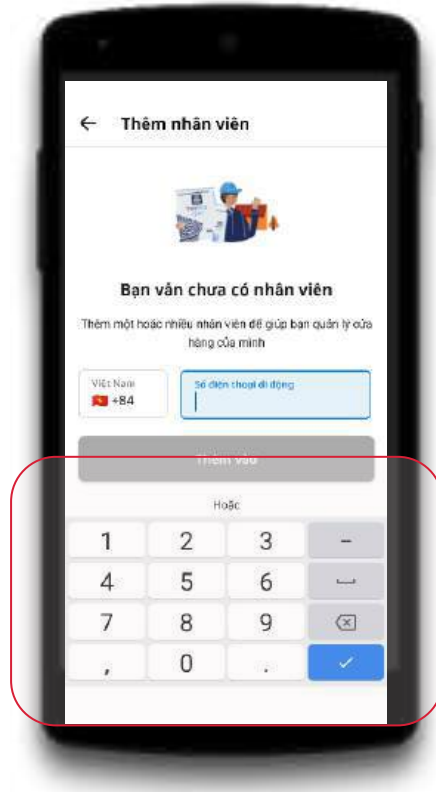 Thêm nhân viên
Bạn vẫn chưa có nhân viên
Thêm một hoặc nhiều nhân viên để giúp bạn quản lý cửa
hàng của mình
Việt Nam
+84
Số điện thoại di động
Thêm vào
Hoặc
1 2 3 –
4 5 6
7 8 9
, 0 .